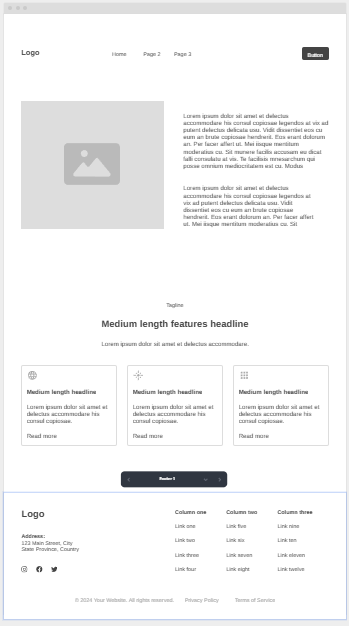 Logo
Home Page 2 Page 3
Button
Lorem ipsum dolor sit amet et delectus
accommodare his consul copiosae legendos at vix ad
putent delectus delicata usu. Vidit dissentiet eos cu
eum an brute copiosae hendrerit. Eos erant dolorum
an. Per facer affert ut. Mei iisque mentitum
moderatius cu. Sit munere facilis accusam eu dicat
falli consulatu at vis. Te facilisis mnesarchum qui
posse omnium mediocritatem est cu. Modus
Lorem ipsum dolor sit amet et delectus
accommodare his consul copiosae legendos at
vix ad putent delectus delicata usu. Vidit
dissentiet eos cu eum an brute copiosae
hendrerit. Eos erant dolorum an. Per facer affert
ut. Mei iisque mentitum moderatius cu. Sit
Tagline
Medium length features headline
Lorem ipsum dolor sit amet et delectus accommodare.
Medium length headline
Lorem ipsum dolor sit amet et
delectus accommodare his
consul copiosae.
Read more
Medium length headline
Lorem ipsum dolor sit amet et
delectus accommodare his
consul copiosae.
Read more
Medium length headline
Lorem ipsum dolor sit amet et
delectus accommodare his
consul copiosae.
Read more
Footer 1
Logo
Address:
123 Main Street, City
State Province, Country
Column one
Link one
Link two
Link three
Link four
Column two
Link five
Link six
Link seven
Link eight
Column three
Link nine
Link ten
Link eleven
Link twelve
© 2024 Your Website. All rights reserved. Privacy Policy Terms of Service